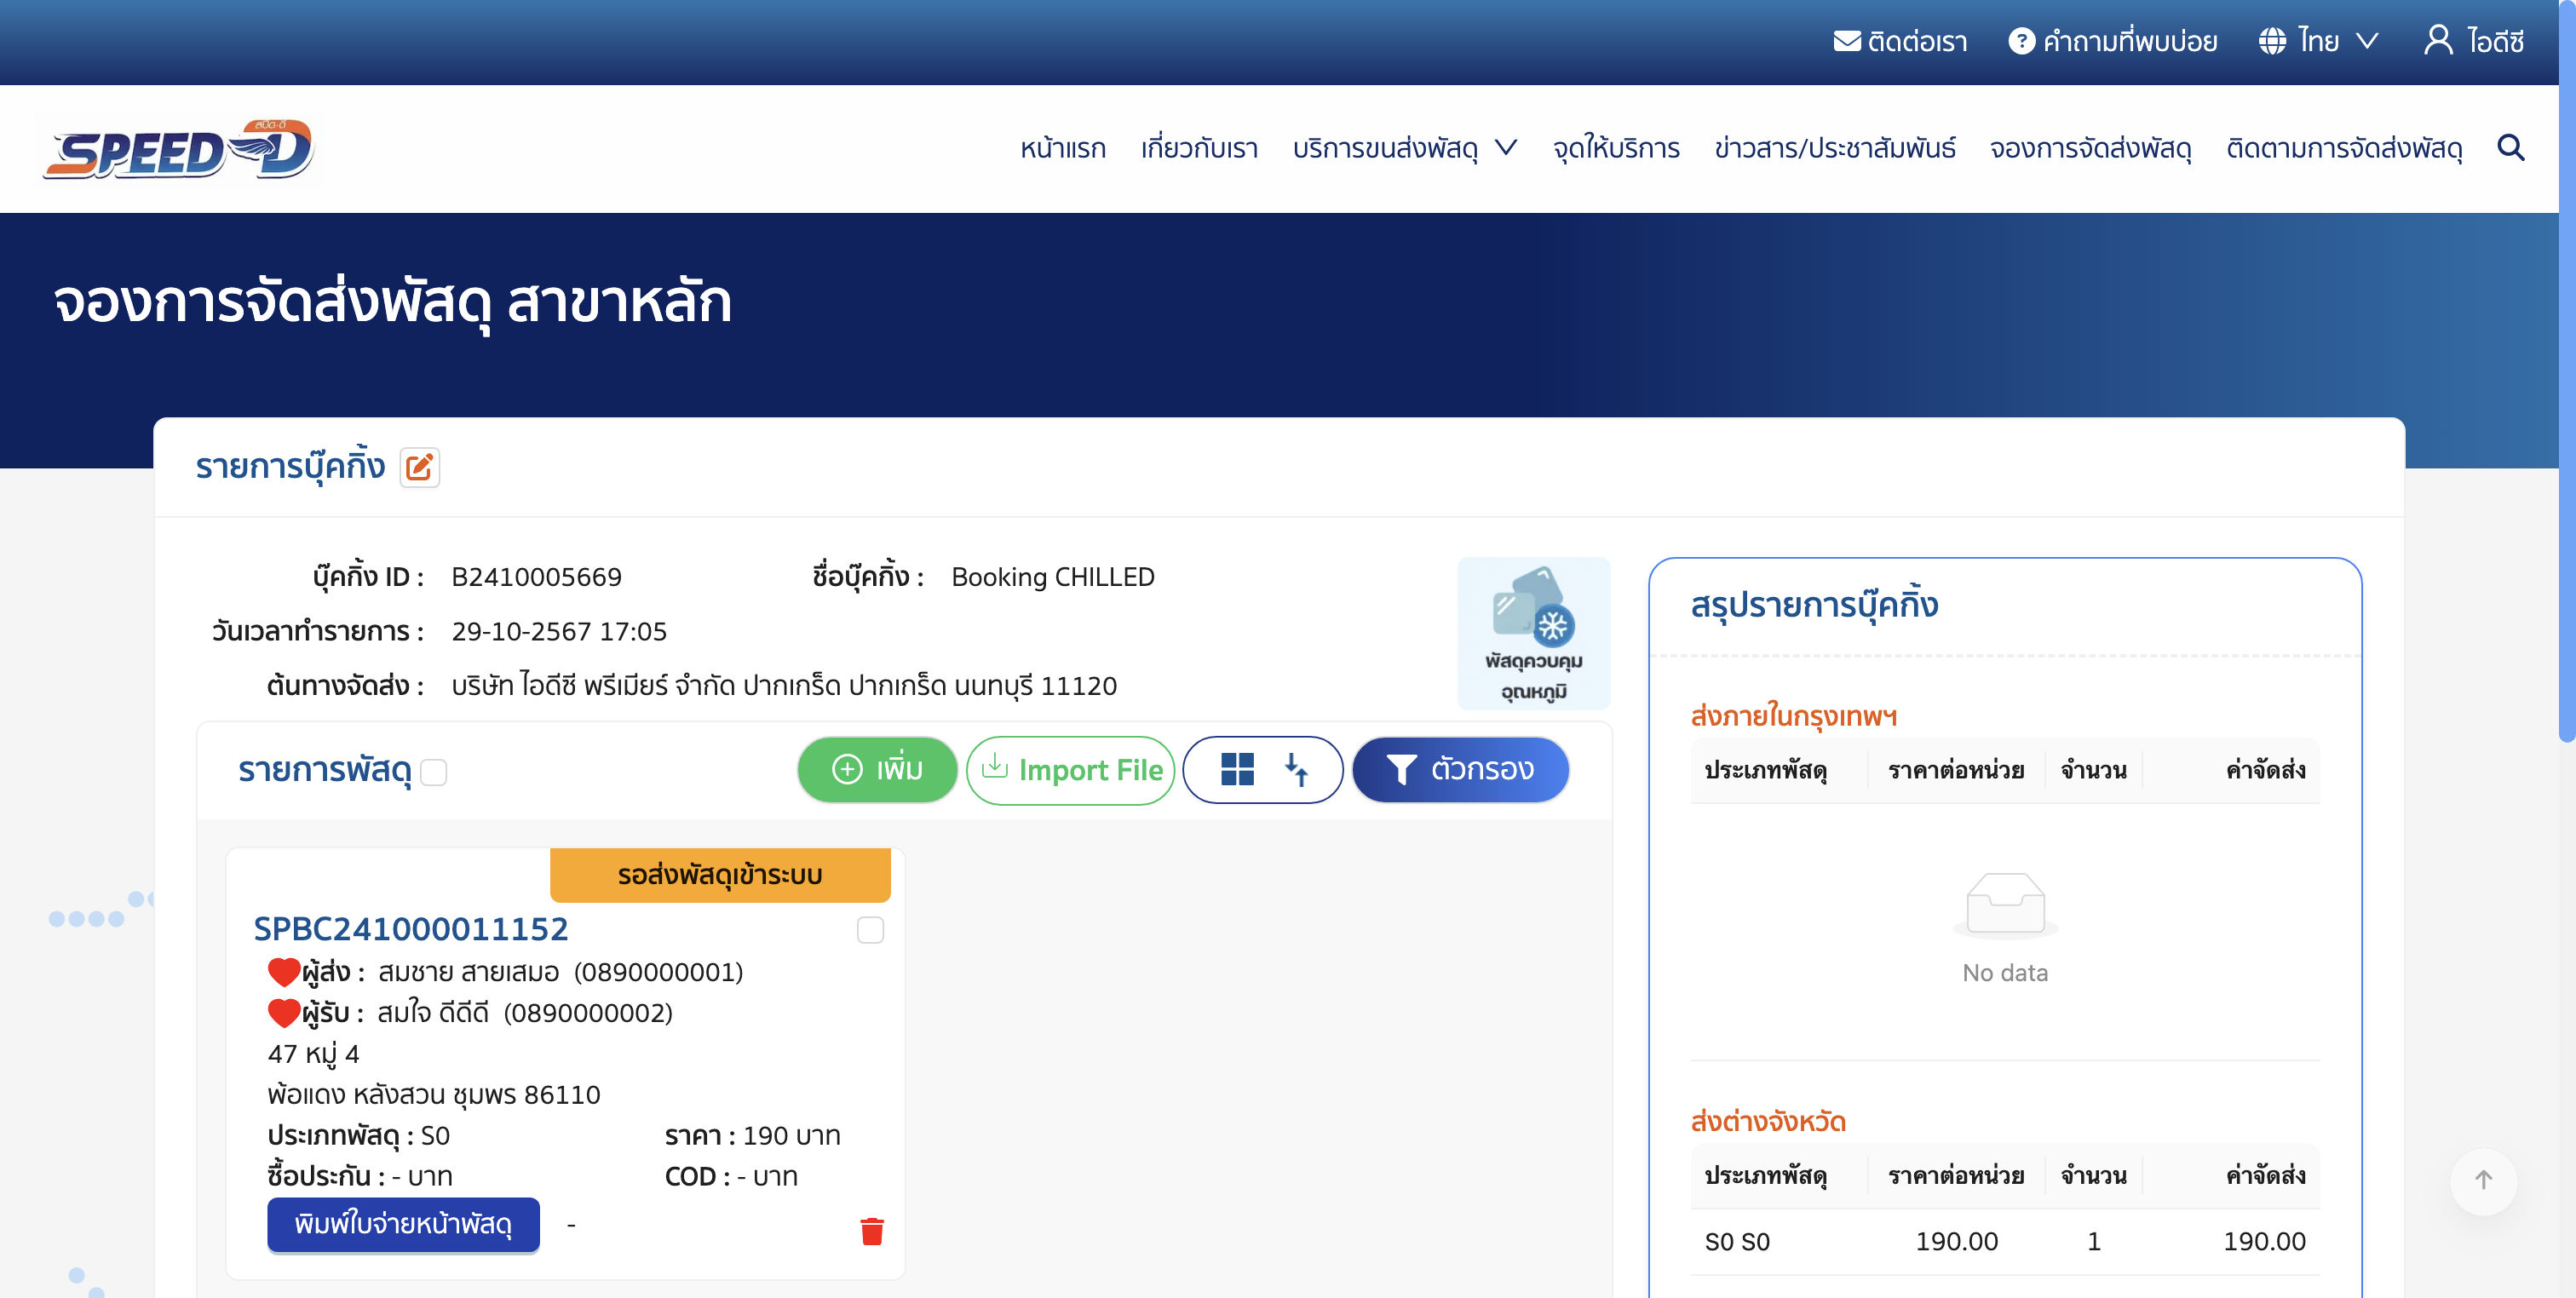 ติดต่อเรา คำถามที่พบบ่อย ไทย ไอดีซี
SPEED-D สปีด-ดี
หน้าแรก เกี่ยวกับเรา บริการขนส่งพัสดุ จุดให้บริการ ข่าวสาร/ประชาสัมพันธ์ จองการจัดส่งพัสดุ ติดตามการจัดส่งพัสดุ
จองการจัดส่งพัสดุ สาขาหลัก
รายการบุ๊คกิ้ง
บุ๊คกิ้ง ID : B2410005669 ชื่อบุ๊คกิ้ง : Booking CHILLED
วันเวลาทำรายการ : 29-10-2567 17:05
ต้นทางจัดส่ง : บริษัท ไอดีซี พรีเมียร์ จำกัด ปากเกร็ด ปากเกร็ด นนทบุรี 11120
พัสดุควบคุม
อุณหภูมิ
รายการพัสดุ เพิ่ม Import File ตัวกรอง
รอส่งพัสดุเข้าระบบ
SPBC241000011152
ผู้ส่ง : สมชาย สายเสมอ (0890000001)
ผู้รับ : สมใจ ดีดีดี (0890000002)
47 หมู่ 4
พ้อแดง หลังสวน ชุมพร 86110
ประเภทพัสดุ : S0 ราคา : 190 บาท
ซื้อประกัน : - บาท COD : - บาท
พิมพ์ใบจ่ายหน้าพัสดุ -
สรุปรายการบุ๊คกิ้ง
ส่งภายในกรุงเทพฯ
ประเภทพัสดุ ราคาต่อหน่วย จำนวน ค่าจัดส่ง
No data
ส่งต่างจังหวัด
ประเภทพัสดุ ราคาต่อหน่วย จำนวน ค่าจัดส่ง
S0 S0 190.00 1 190.00